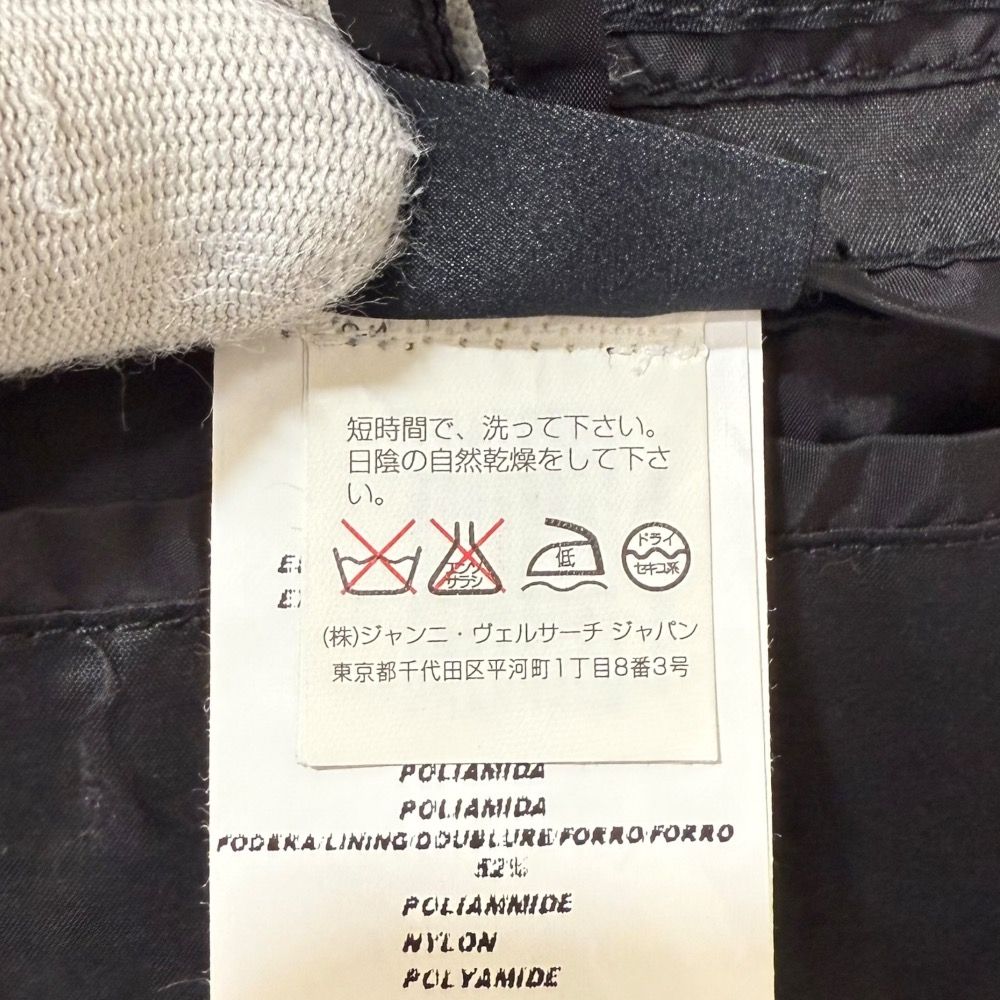 短時間で、洗って下さい。
日陰の自然乾燥をして下さ
い。
エンソ
サラシ
低
ドライ
セキユ系
(株)ジャンニ・ヴェルサーチ ジャパン
東京都千代田区平河町1丁目8番3号
POLIAMIDA
POLIAMIDA
FODERA/LINING/DOUBLURE/FORRO/FORRO
52%
POLIAMMIDE
NYLON
POLYAMIDE